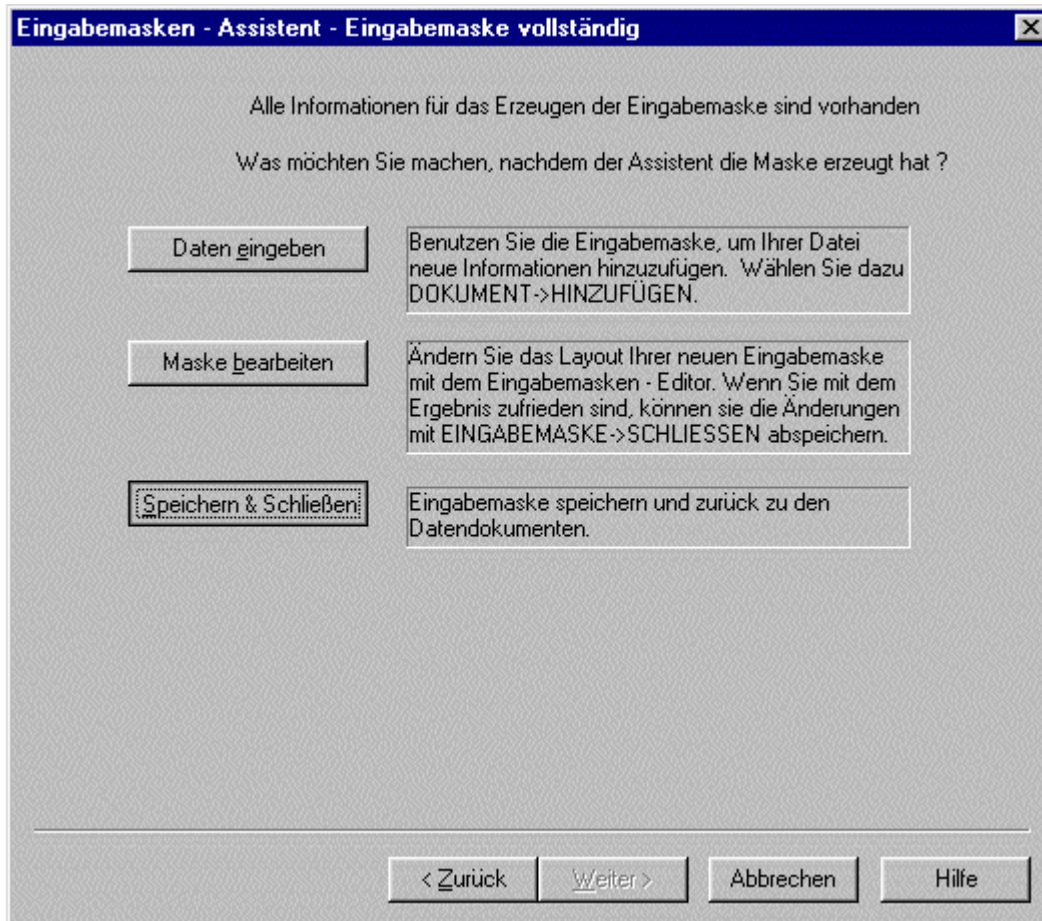 Eingabemasken - Assistent - Eingabemaske vollständig
Alle Informationen für das Erzeugen der Eingabemaske sind vorhanden
Was möchten Sie machen, nachdem der Assistent die Maske erzeugt hat ?
Daten eingeben
Benutzen Sie die Eingabemaske, um Ihrer Datei
neue Informationen hinzuzufügen.  Wählen Sie dazu
DOKUMENT->HINZUFÜGEN.
Maske bearbeiten
Ändern Sie das Layout Ihrer neuen Eingabemaske
mit dem Eingabemasken - Editor. Wenn Sie mit dem
Ergebnis zufrieden sind, können sie die Änderungen
mit EINGABEMASKE->SCHLIESSEN abspeichern.
Speichern & Schließen
Eingabemaske speichern und zurück zu den
Datendokumenten.
< Zurück
Weiter >
Abbrechen
Hilfe